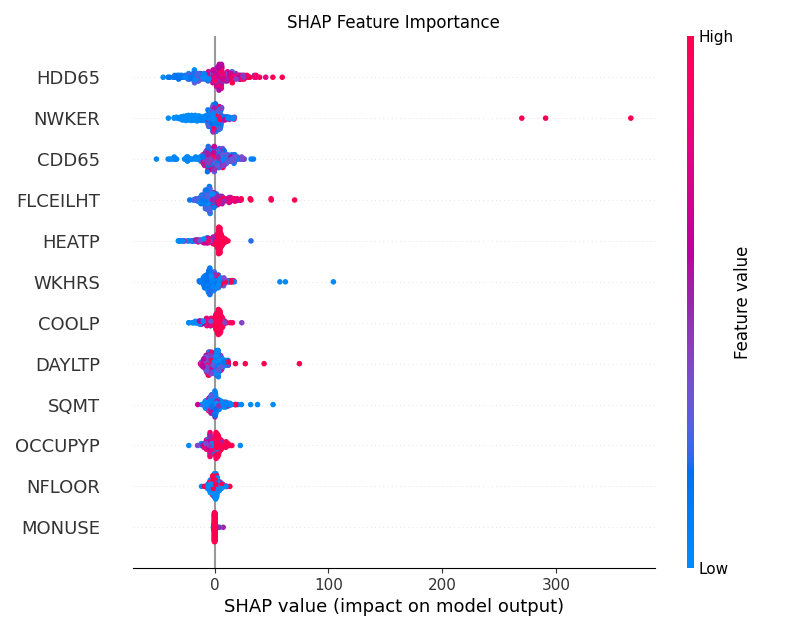 SHAP Feature Importance
High
HDD65
NWKER
CDD65
FLCEILHT
HEATP
WKHRS
COOLP
DAYLTP
SQMT
OCCUPYP
NFLOOR
MONUSE
Feature value
Low
0 100 200 300
SHAP value (impact on model output)